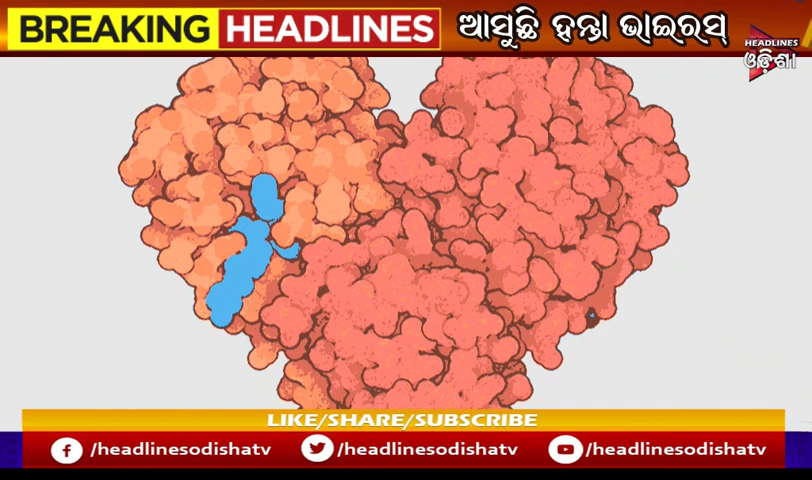 BREAKING HEADLINES
ଆସୁଛି ହନ୍ତା ଭାଇରସ୍
HEADLINES
ଓଡ଼ିଶା
LIKE/SHARE/SUBSCRIBE
/headlinesodishatv /headlinesodishatv /headlinesodishatv